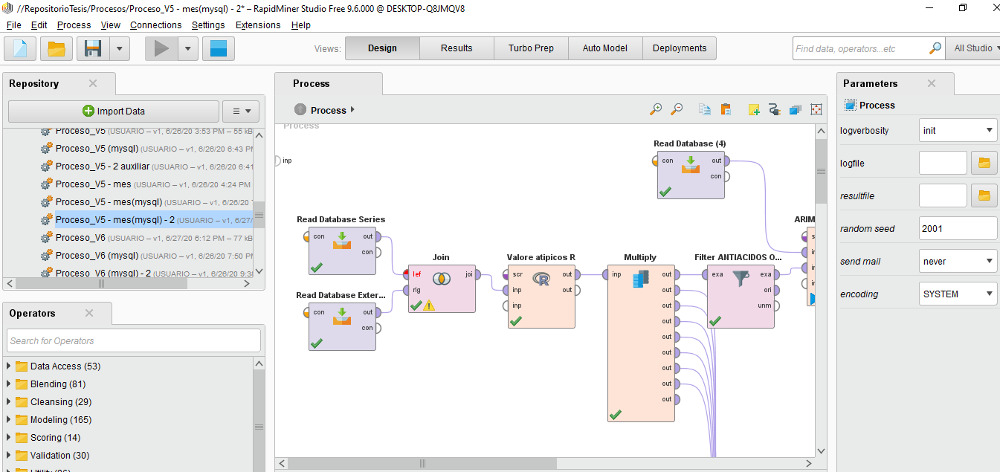 //RepositorioTesis/Procesos/Proceso_V5 - mes(mysql) - 2* – RapidMiner Studio Free 9.6.000 @ DESKTOP-Q8JMQV8
File Edit Process View Connections Settings Extensions Help
Views: Design Results Turbo Prep Auto Model Deployments
Find data, operators...etc
All Studio
Repository
Import Data
Proceso_V5 (USUARIO – v1, 6/26/20 3:53 PM – 55 kB
Proceso_V5 (mysql) (USUARIO – v1, 6/26/20 6:43 PM
Proceso_V5 - 2 auxiliar (USUARIO – v1, 6/26/20 6:41
Proceso_V5 - mes (USUARIO – v1, 6/26/20 4:24 PM
Proceso_V5 - mes(mysql) (USUARIO – v1, 6/26/20
Proceso_V5 - mes(mysql) - 2 (USUARIO – v1, 6/27/
Proceso_V6 (USUARIO – v1, 6/27/20 6:12 PM – 77 kB
Proceso_V6 (mysql) (USUARIO – v1, 6/26/20 7:50 PM
Proceso_V6 (mysql) - 2 (USUARIO – v1, 6/26/20 9:38
Operators
Search for Operators
Data Access (53)
Blending (81)
Cleansing (29)
Modeling (165)
Scoring (14)
Validation (30)
Process
Process
Process
inp
Read Database (4)
con out
con
Read Database Series
con out
con
Read Database Exter...
con out
con
Join
lef joi
rig
Valore atipicos R
scr out
inp out
inp
Multiply
inp out
out
out
out
out
out
out
out
out
Filter ANTIACIDOS O...
exa exa
ori
unm
ARIM
Parameters
Process
logverbosity init
logfile
resultfile
random seed 2001
send mail never
encoding SYSTEM